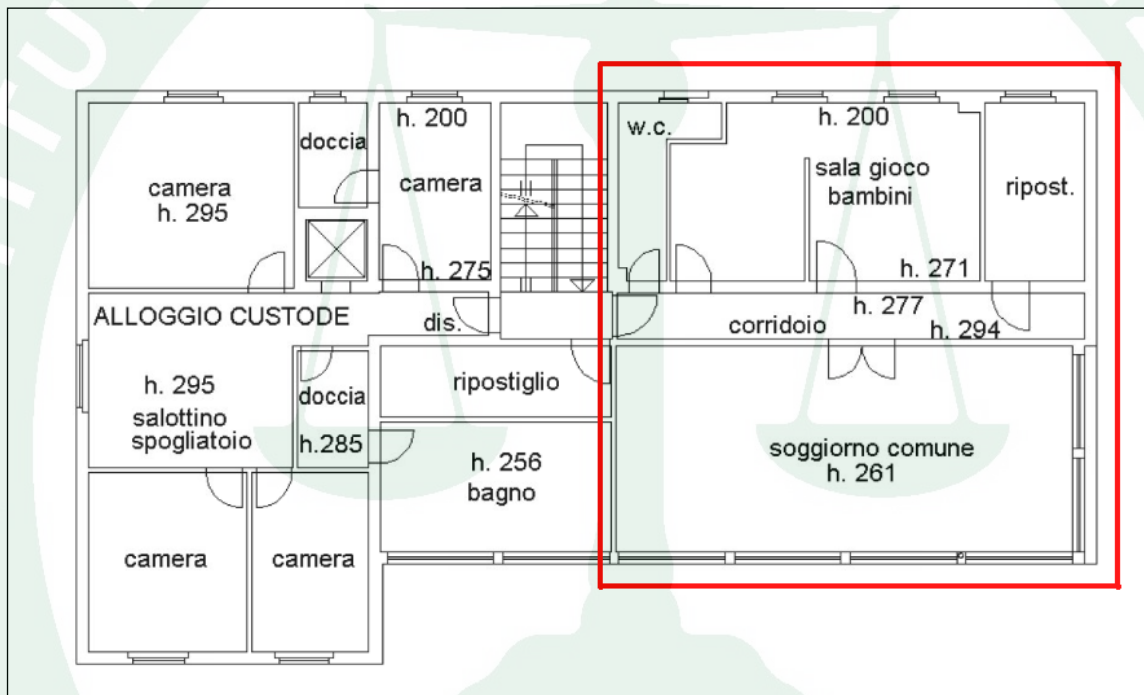 h. 200
doccia
camera
h. 295
camera
h. 275
w.c.
h. 200
sala gioco
bambini
ripost.
h. 271
h. 277
h. 294
corridoio
ALLOGGIO CUSTODE
dis.
h. 295
salottino
spogliatoio
doccia
h.285
ripostiglio
h. 256
bagno
soggiorno comune
h. 261
camera
camera